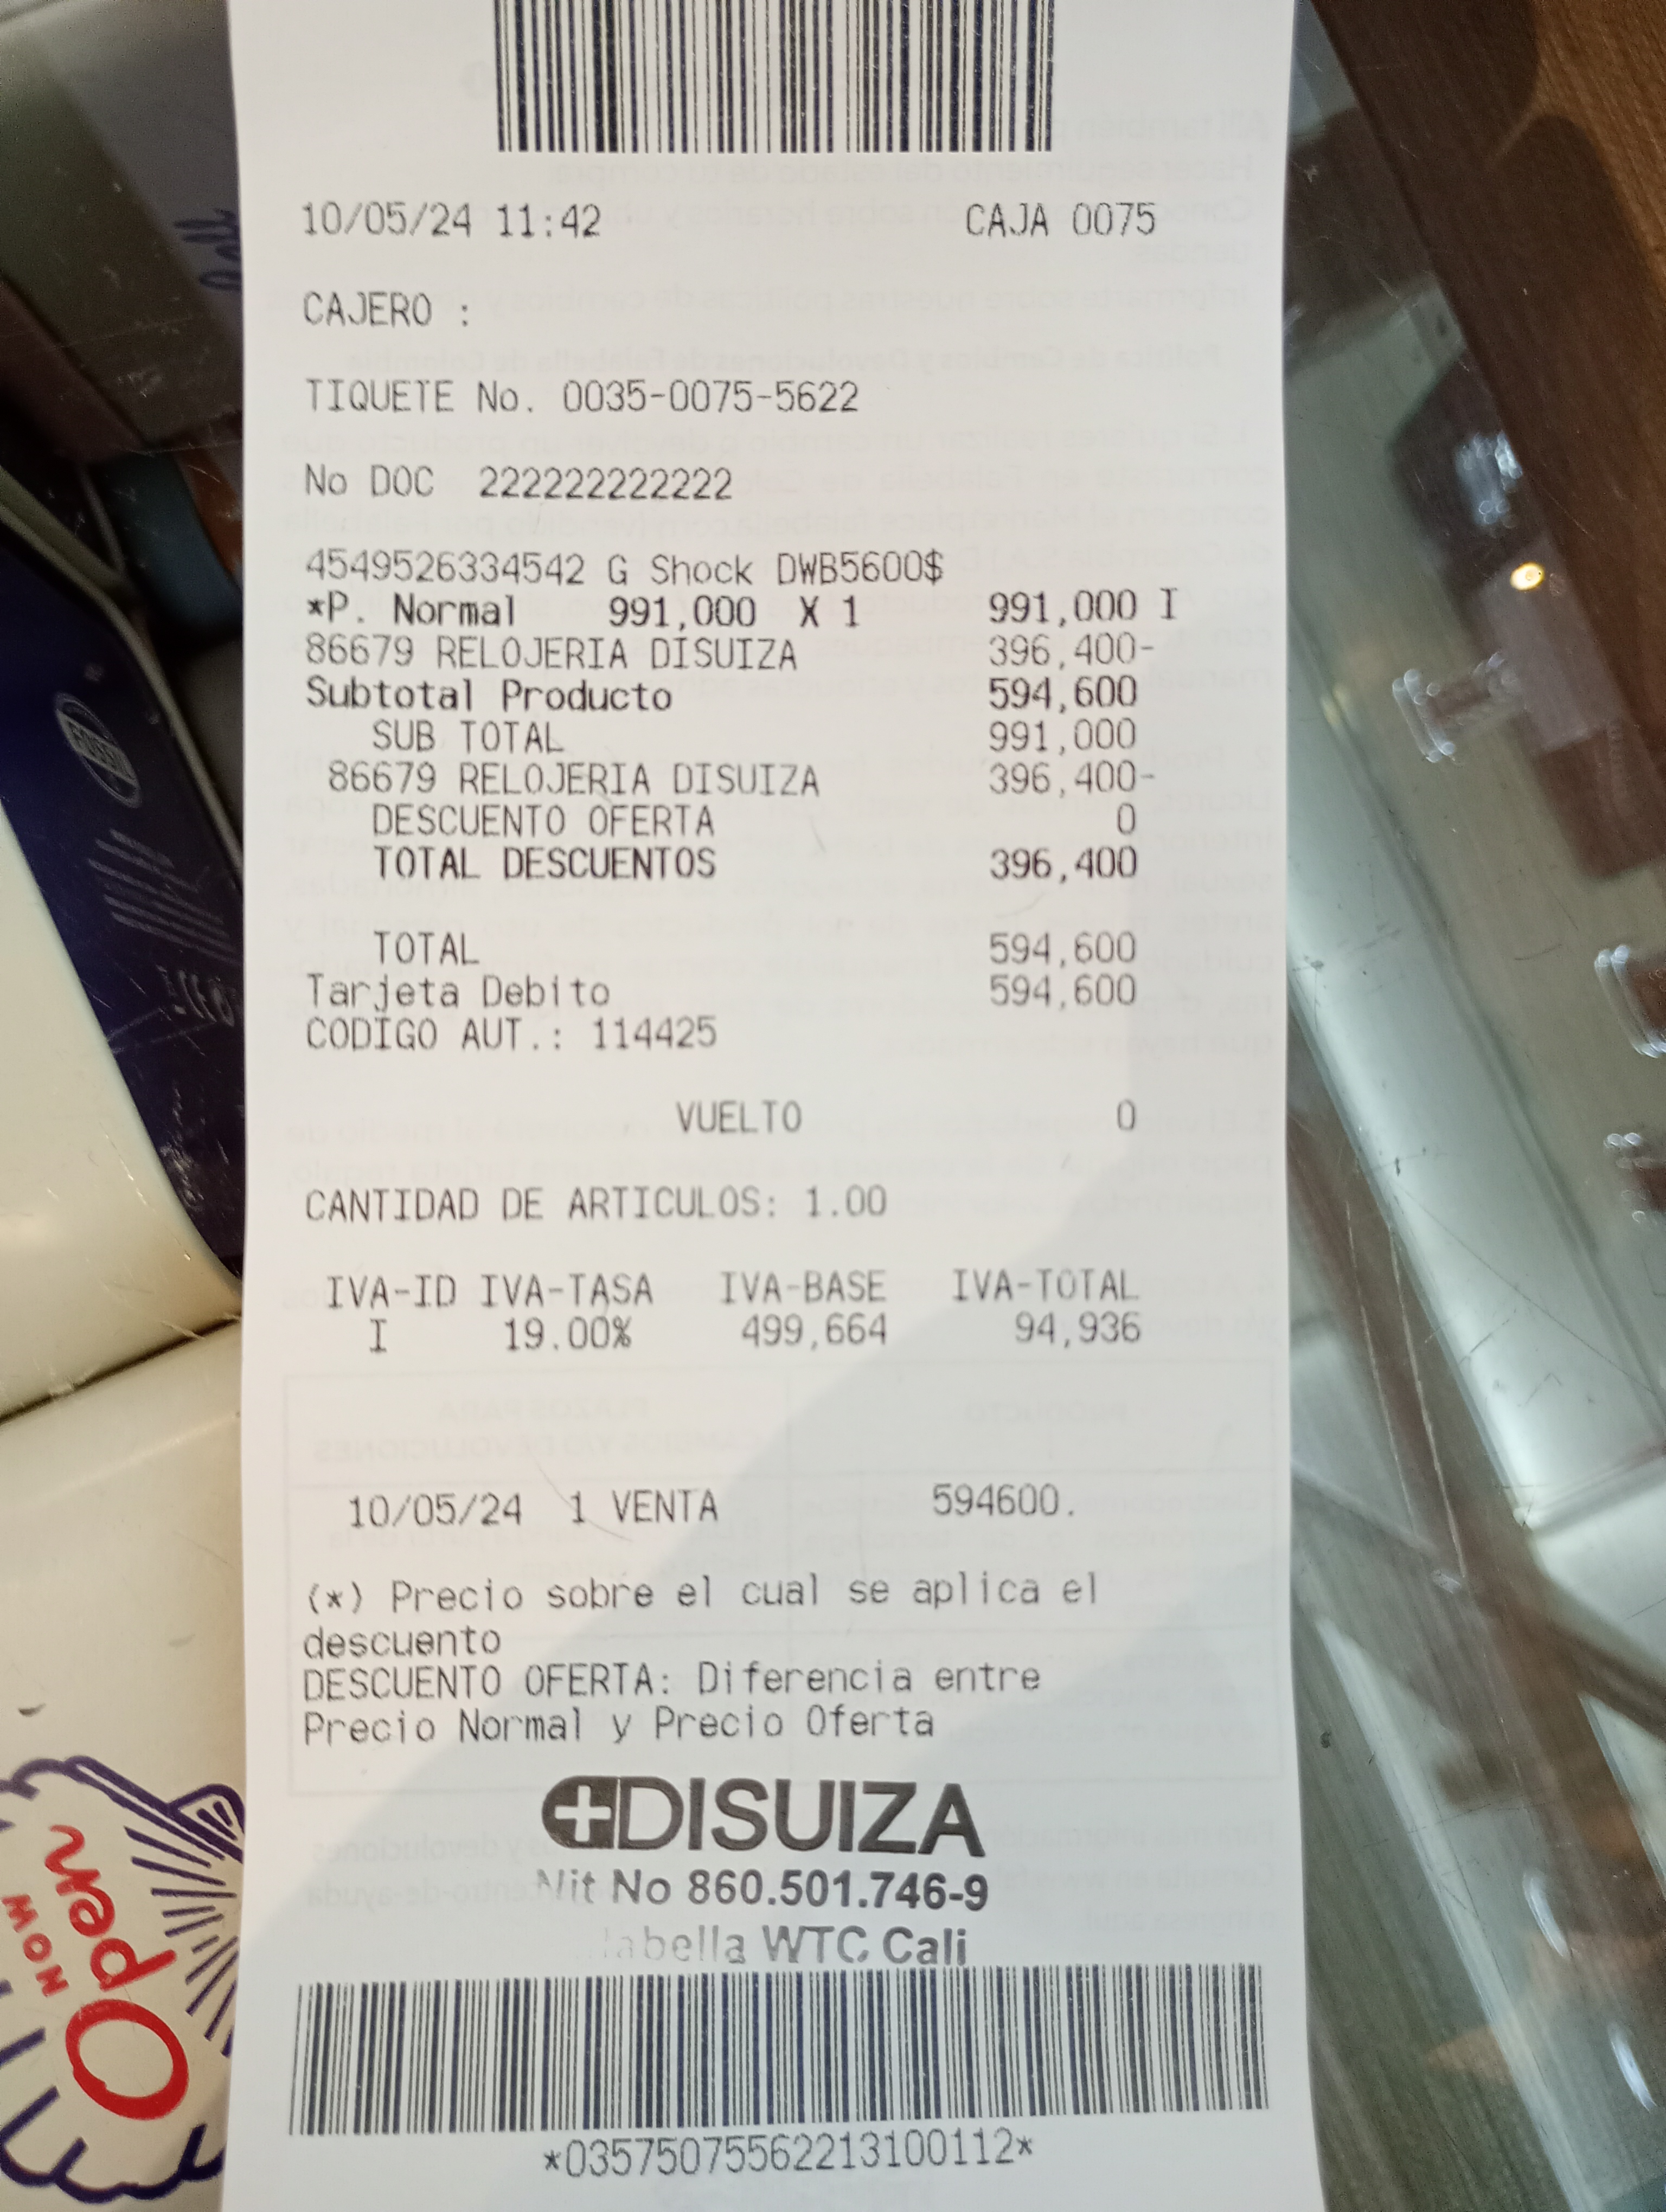 10/05/24 11:42 CAJA 0075
CAJERO :
TIQUETE No. 0035-0075-5622
No DOC 222222222222
4549526334542 G Shock DWB5600$
*P. Normal 991,000 X 1 991,000 I
86679 RELOJERIA DISUIZA 396,400-
Subtotal Producto 594,600
SUB TOTAL 991,000
86679 RELOJERIA DISUIZA 396,400-
DESCUENTO OFERTA 0
TOTAL DESCUENTOS 396,400
TOTAL 594,600
Tarjeta Debito 594,600
CODIGO AUT.: 114425
VUELTO 0
CANTIDAD DE ARTICULOS: 1.00
IVA-ID IVA-TASA IVA-BASE IVA-TOTAL
I 19.00% 499,664 94,936
10/05/24 1 VENTA 594600.
(*) Precio sobre el cual se aplica el
descuento
DESCUENTO OFERTA: Diferencia entre
Precio Normal y Precio Oferta
DISUIZA
Nit No 860.501.746-9
labella WTC Cali
*03575075562213100112*
Open
NOW